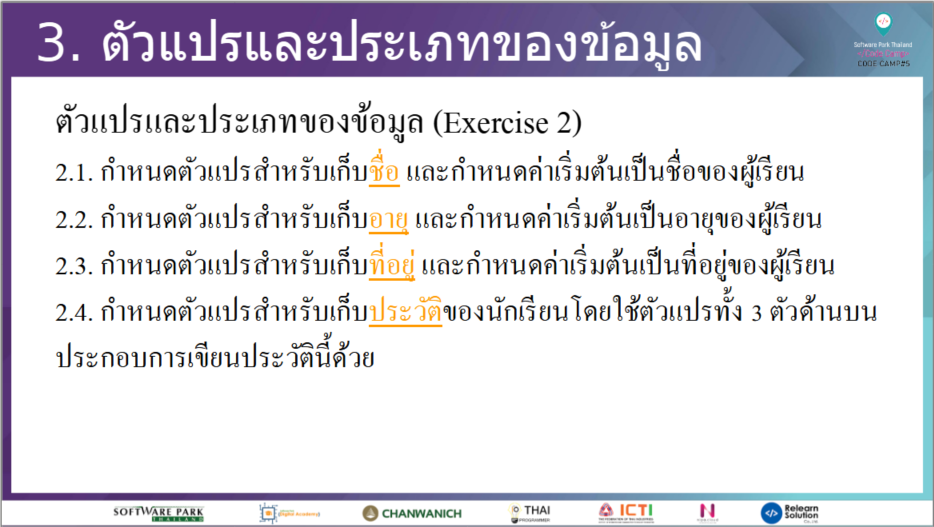 3. ตัวแปรและประเภทของข้อมูล
Software Park Thailand
CODE CAMP#5
ตัวแปรและประเภทของข้อมูล (Exercise 2)
2.1. กำหนดตัวแปรสำหรับเก็บชื่อ และกำหนดค่าเริ่มต้นเป็นชื่อของผู้เรียน
2.2. กำหนดตัวแปรสำหรับเก็บอายุ และกำหนดค่าเริ่มต้นเป็นอายุของผู้เรียน
2.3. กำหนดตัวแปรสำหรับเก็บที่อยู่ และกำหนดค่าเริ่มต้นเป็นที่อยู่ของผู้เรียน
2.4. กำหนดตัวแปรสำหรับเก็บประวัติของนักเรียนโดยใช้ตัวแปรทั้ง 3 ตัวด้านบน
ประกอบการเขียนประวัตินี้ด้วย
SOFTWARE PARK
THAILAND
CHANWANICH
THAI
PROGRAMMER
ICTI
Relearn
Solution